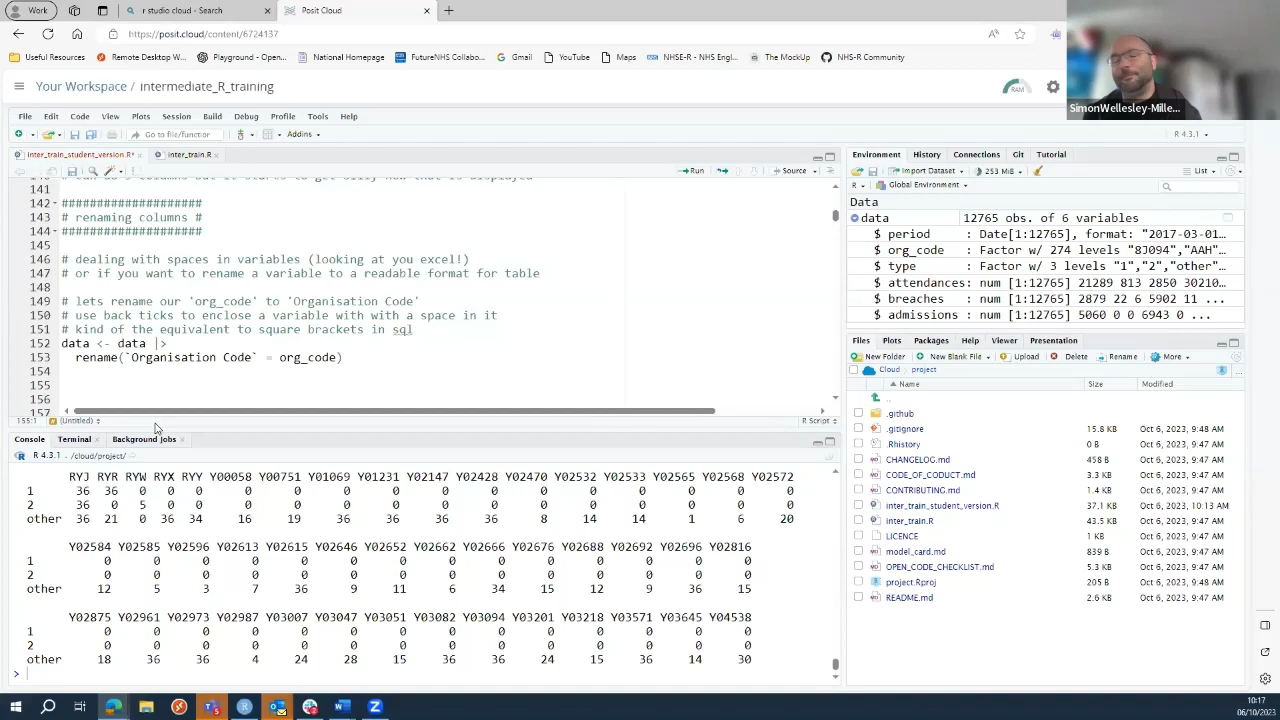 Work
r studio cloud - Search
Posit Cloud
https://posit.cloud/content/6724137
Useful Resources
Remote Desktop W...
Playground - Open...
National Homepage
FutureNHS Collabo...
Gmail
YouTube
Maps
NHSE-R - NHS Engl...
The MockUp
NHS-R Community
SimonWellesley-Mille...
Your Workspace / intermediate_R_training
RAM
File Edit Code View Plots Session Build Debug Profile Tools Help
Go to file/function
Addins
R 4.3.1
inter_train_student_version.R*
inter_train.R
Run
Source
141
142 ####################
143 # renaming columns #
144 ####################
145
146 # dealing with spaces in variables (looking at you excel!)
147 # or if you want to rename a variable to a readable format for table
148
149 # lets rename our 'org_code' to 'Organisation Code'
150 # use back ticks to enclose a variable with with a space in it
151 # kind of the equivalent to square brackets in sql
152 data <- data |>
153 rename(`Organisation Code` = org_code)
154
155
156
157
155:1 (Untitled) R Script
Console Terminal Background Jobs
R 4.3.1 . /cloud/project/
RYJ RYR RYW RYX RYY Y00058 Y00751 Y01069 Y01231 Y02147 Y02428 Y02470 Y02532 Y02533 Y02565 Y02568 Y02572
1 36 36 0 0 0 0 0 0 0 0 0 0 0 0 0 0 0
2 36 0 5 0 0 0 0 0 0 0 0 0 0 0 0 0 0
other 36 21 0 36 34 16 19 36 36 36 36 8 14 14 1 6 20
Y02584 Y02585 Y02596 Y02613 Y02615 Y02646 Y02652 Y02662 Y02666 Y02676 Y02688 Y02692 Y02696 Y02816
1 0 0 0 0 0 0 0 0 0 0 0 0 0 0
2 0 0 0 0 0 0 0 0 0 0 0 0 0 0
other 12 5 3 7 36 9 11 6 34 15 12 9 36 15
Y02875 Y02961 Y02973 Y02987 Y03007 Y03047 Y03051 Y03082 Y03094 Y03201 Y03218 Y03571 Y03645 Y04538
1 0 0 0 0 0 0 0 0 0 0 0 0 0 0
2 0 0 0 0 0 0 0 0 0 0 0 0 0 0
other 18 36 36 4 24 28 15 36 36 24 15 36 14 30
>
Environment History Connections Git Tutorial
Import Dataset
253 MiB
List
R
Global Environment
Data
data 12765 obs. of 6 variables
$ period : Date[1:12765], format: "2017-03-01...
$ org_code : Factor w/ 274 levels "8J094","AAH"...
$ type : Factor w/ 3 levels "1","2","other"...
$ attendances: num [1:12765] 21289 813 2850 30210...
$ breaches : num [1:12765] 2879 22 6 5902 11 ...
$ admissions : num [1:12765] 5060 0 0 6943 0 ...
Files Plots Packages Help Viewer Presentation
New Folder New Blank File Upload Delete Rename More
Cloud project
Name Size Modified
..
.github
.gitignore 15.8 KB Oct 6, 2023, 9:48 AM
.Rhistory 0 B Oct 6, 2023, 9:48 AM
CHANGELOG.md 458 B Oct 6, 2023, 9:47 AM
CODE_OF_CODUCT.md 3.3 KB Oct 6, 2023, 9:47 AM
CONTRIBUTING.md 1.4 KB Oct 6, 2023, 9:47 AM
inter_train_student_version.R 37.1 KB Oct 6, 2023, 10:13 AM
inter_train.R 43.5 KB Oct 6, 2023, 9:47 AM
LICENCE 1 KB Oct 6, 2023, 9:47 AM
model_card.md 839 B Oct 6, 2023, 9:47 AM
OPEN_CODE_CHECKLIST.md 5.3 KB Oct 6, 2023, 9:47 AM
project.Rproj 205 B Oct 6, 2023, 9:48 AM
README.md 2.6 KB Oct 6, 2023, 9:47 AM
10:17
06/10/2023